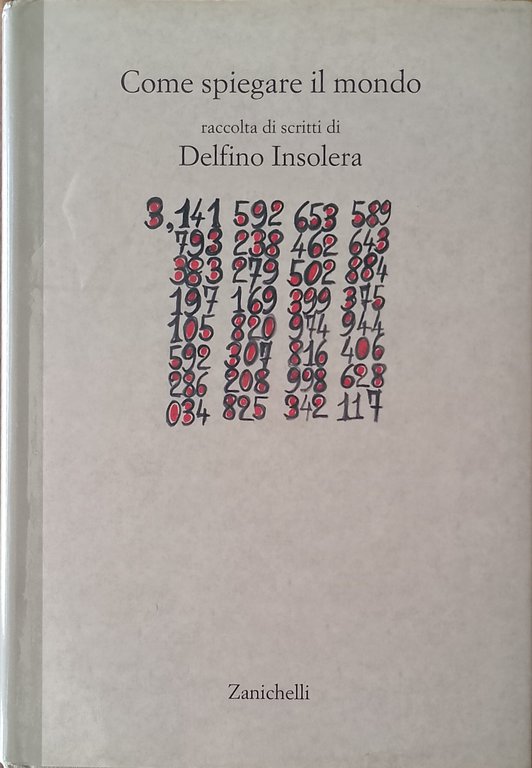 Come spiegare il mondo
raccolta di scritti di
Delfino Insolera
3,141 592 653 589
793 238 462 643
383 279 502 884
197 169 399 375
105 820 974 944
592 307 816 406
286 208 998 628
034 825 342 117
Zanichelli